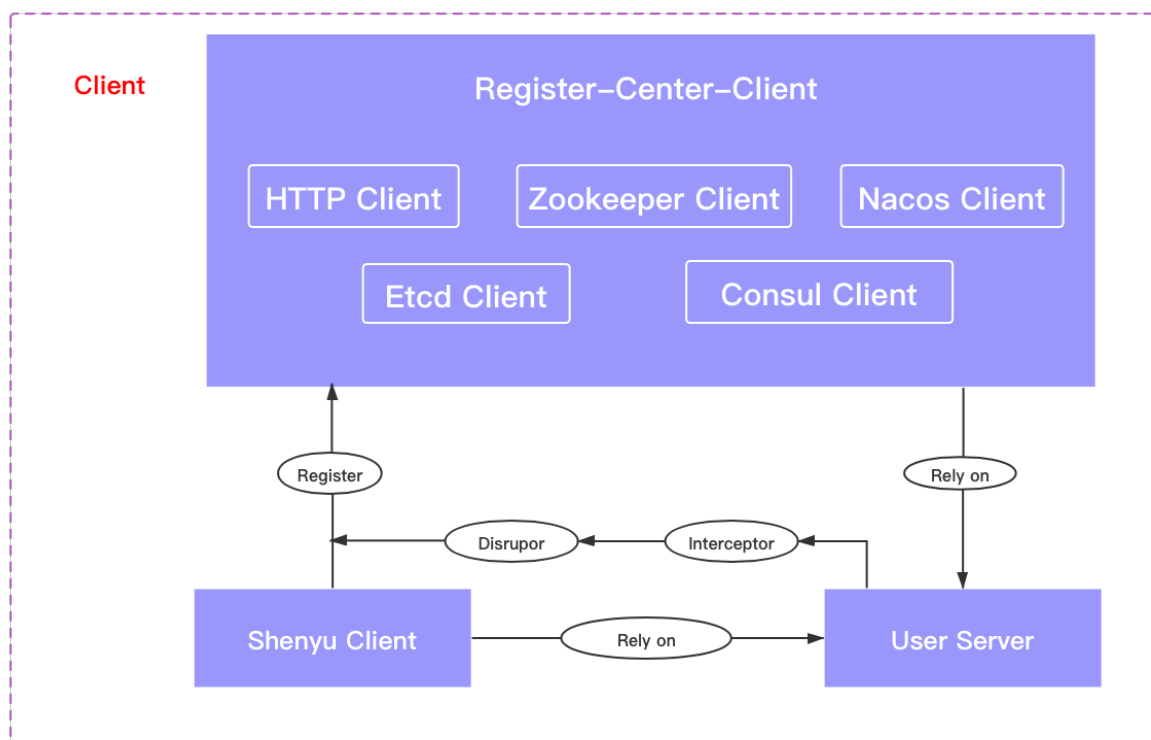 Client
Register-Center-Client
HTTP Client
Zookeeper Client
Nacos Client
Etcd Client
Consul Client
Register
Rely on
Disrupor
Interceptor
Shenyu Client
Rely on
User Server